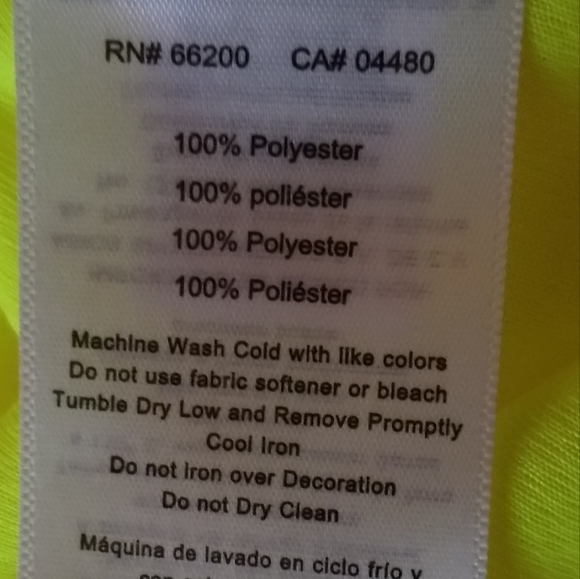 RN# 66200 CA# 04480
100% Polyester
100% poliéster
100% Polyester
100% Poliéster
Machine Wash Cold with like colors
Do not use fabric softener or bleach
Tumble Dry Low and Remove Promptly
Cool Iron
Do not Iron over Decoration
Do not Dry Clean
Máquina de lavado en ciclo frío y
con